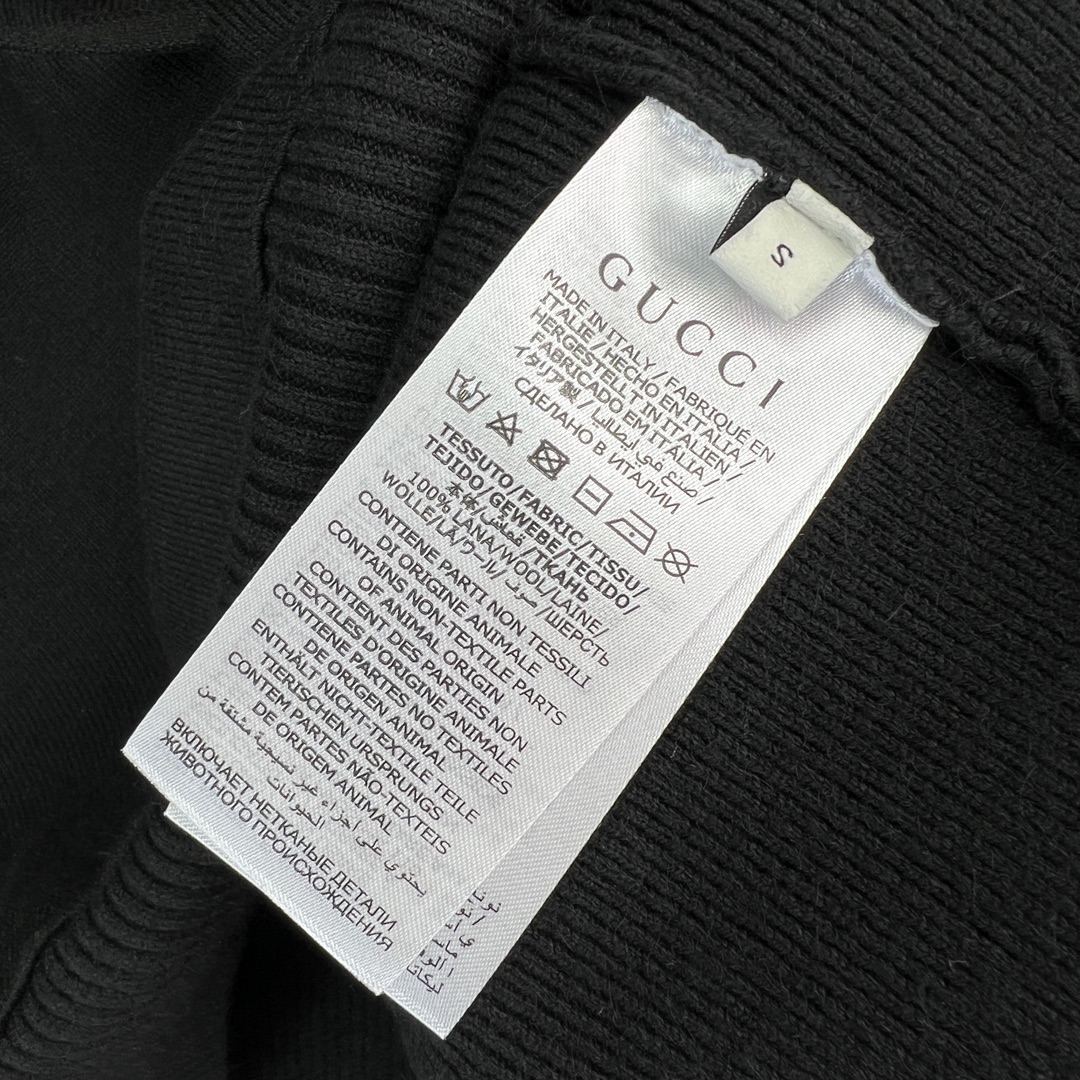 S
GUCCI
MADE IN ITALY / FABRIQUÉ EN
ITALIE / HECHO EN ITALIA /
HERGESTELLT IN ITALIEN /
FABRICADO EM ITÁLIA /
イタリア製 / صنع في ايطاليا /
СДЕЛАНО В ИТАЛИИ
TESSUTO/FABRIC/TISSU/
TEJIDO/GEWEBE/TECIDO/
本体/قماش/ТКАНЬ
100% LANA/WOOL/LAINE/
WOLLE/LÃ/ウール/صوف/ШЕРСТЬ
CONTIENE PARTI NON TESSILI
DI ORIGINE ANIMALE
CONTAINS NON-TEXTILE PARTS
OF ANIMAL ORIGIN
CONTIENT DES PARTIES NON
TEXTILES D'ORIGINE ANIMALE
CONTIENE PARTES NO TEXTILES
DE ORIGEN ANIMAL
ENTHÄLT NICHT-TEXTILE TEILE
TIERISCHEN URSPRUNGS
CONTEM PARTES NÃO-TEXTEIS
DE ORIGEM ANIMAL
يحتوي على اجزاء غير نسيجية مشتقة من
الحيوانات
ВКЛЮЧАЕТ НЕТКАНЫЕ ДЕТАЛИ
ЖИВОТНОГО ПРОИСХОЖДЕНИЯ